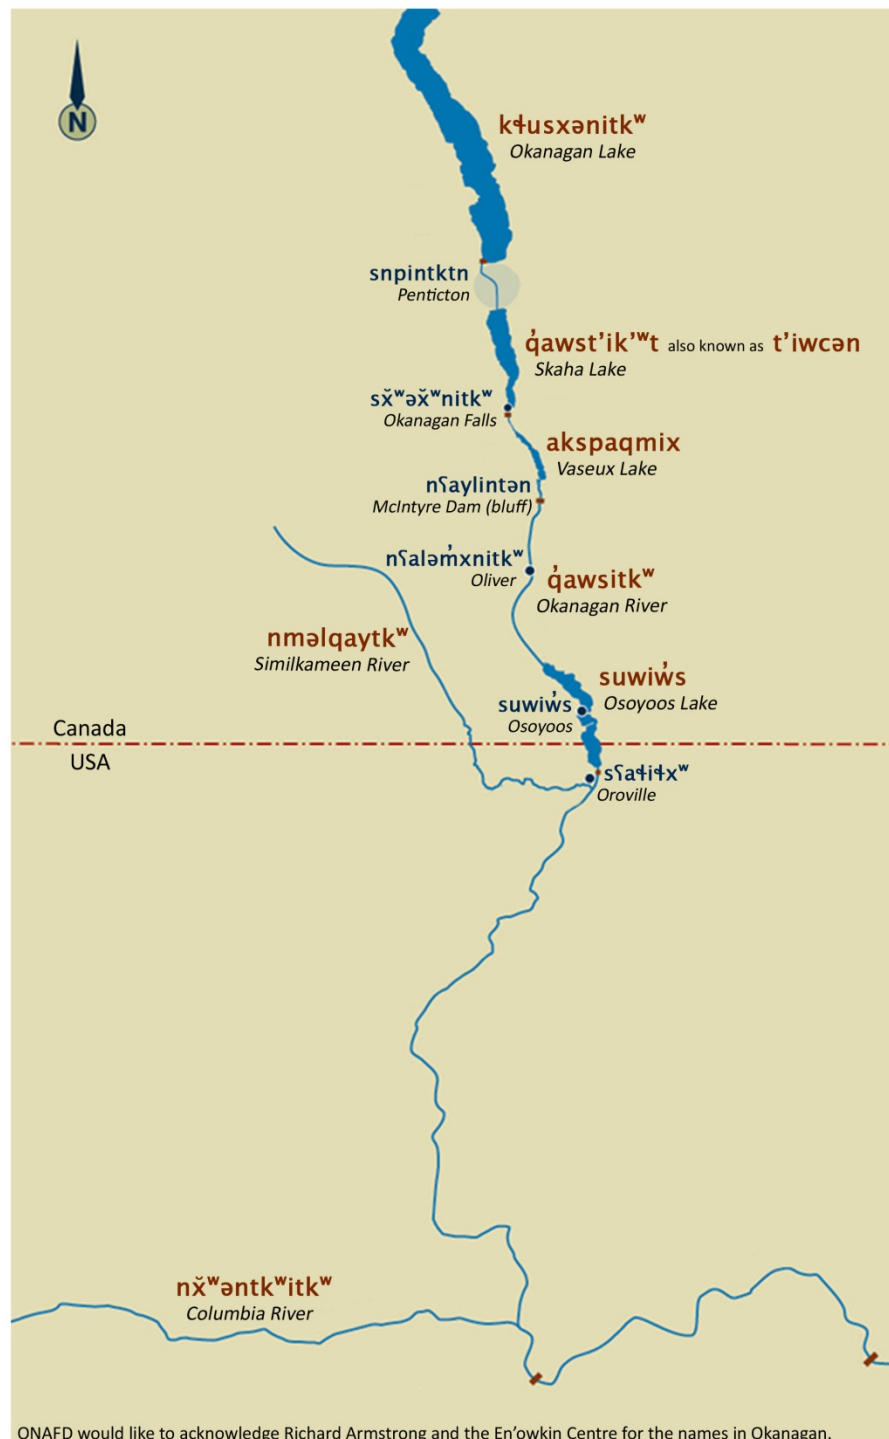 N
kɬusxənitkʷ
Okanagan Lake
snpintktn
Penticton
q̓awst’ik’ʷt also known as t’iwcən
Skaha Lake
sx̌ʷəx̌ʷnitkʷ
Okanagan Falls
akspaqmix
Vaseux Lake
nʕaylintən
McIntyre Dam (bluff)
nʕaləm̓xnitkʷ
Oliver
q̓awsitkʷ
Okanagan River
nməlqaytkʷ
Similkameen River
suwiw̓s
Osoyoos Lake
suwiw̓s
Osoyoos
Canada
USA
sʕaɬiɬxʷ
Oroville
nx̌ʷəntkʷitkʷ
Columbia River
ONAFD would like to acknowledge Richard Armstrong and the En’owkin Centre for the names in Okanagan.